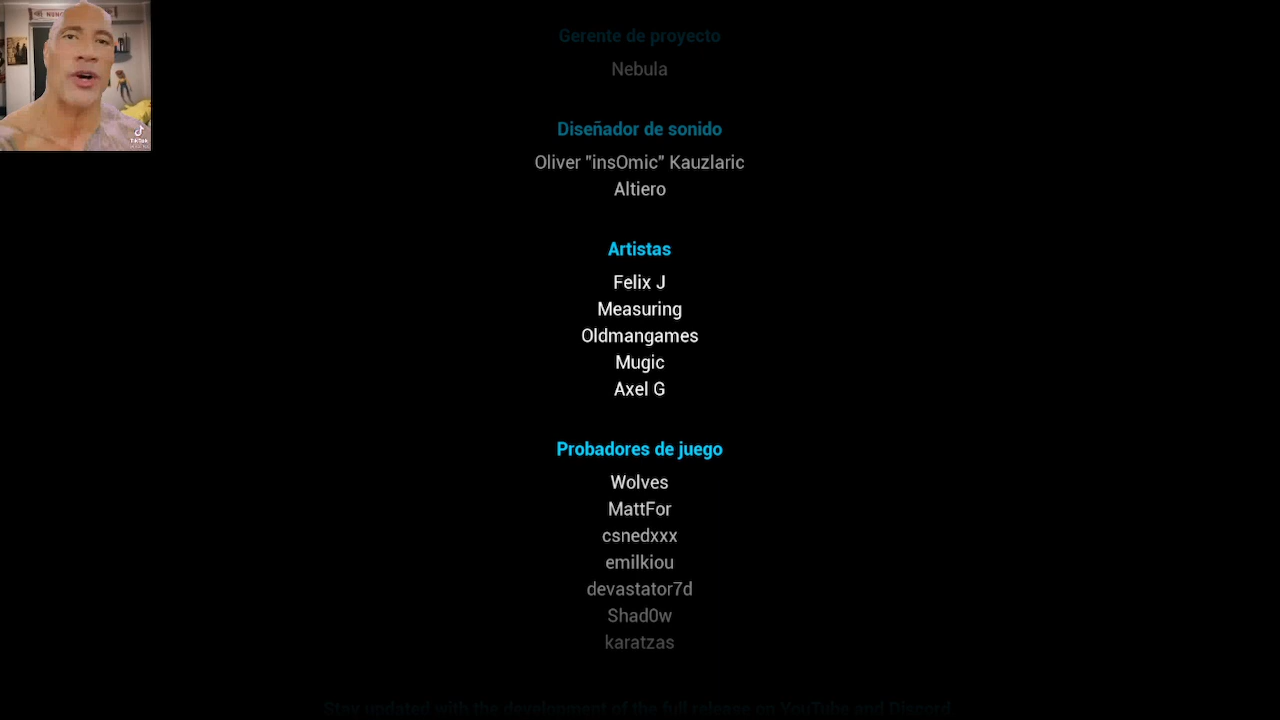 Gerente de proyecto
Nebula
Diseñador de sonido
Oliver "insOmic" Kauzlaric
Altiero
Artistas
Felix J
Measuring
Oldmangames
Mugic
Axel G
Probadores de juego
Wolves
MattFor
csnedxxx
emilkiou
devastator7d
Shad0w
karatzas
Stay updated with the development of the full release on YouTube and Discord
TikTok